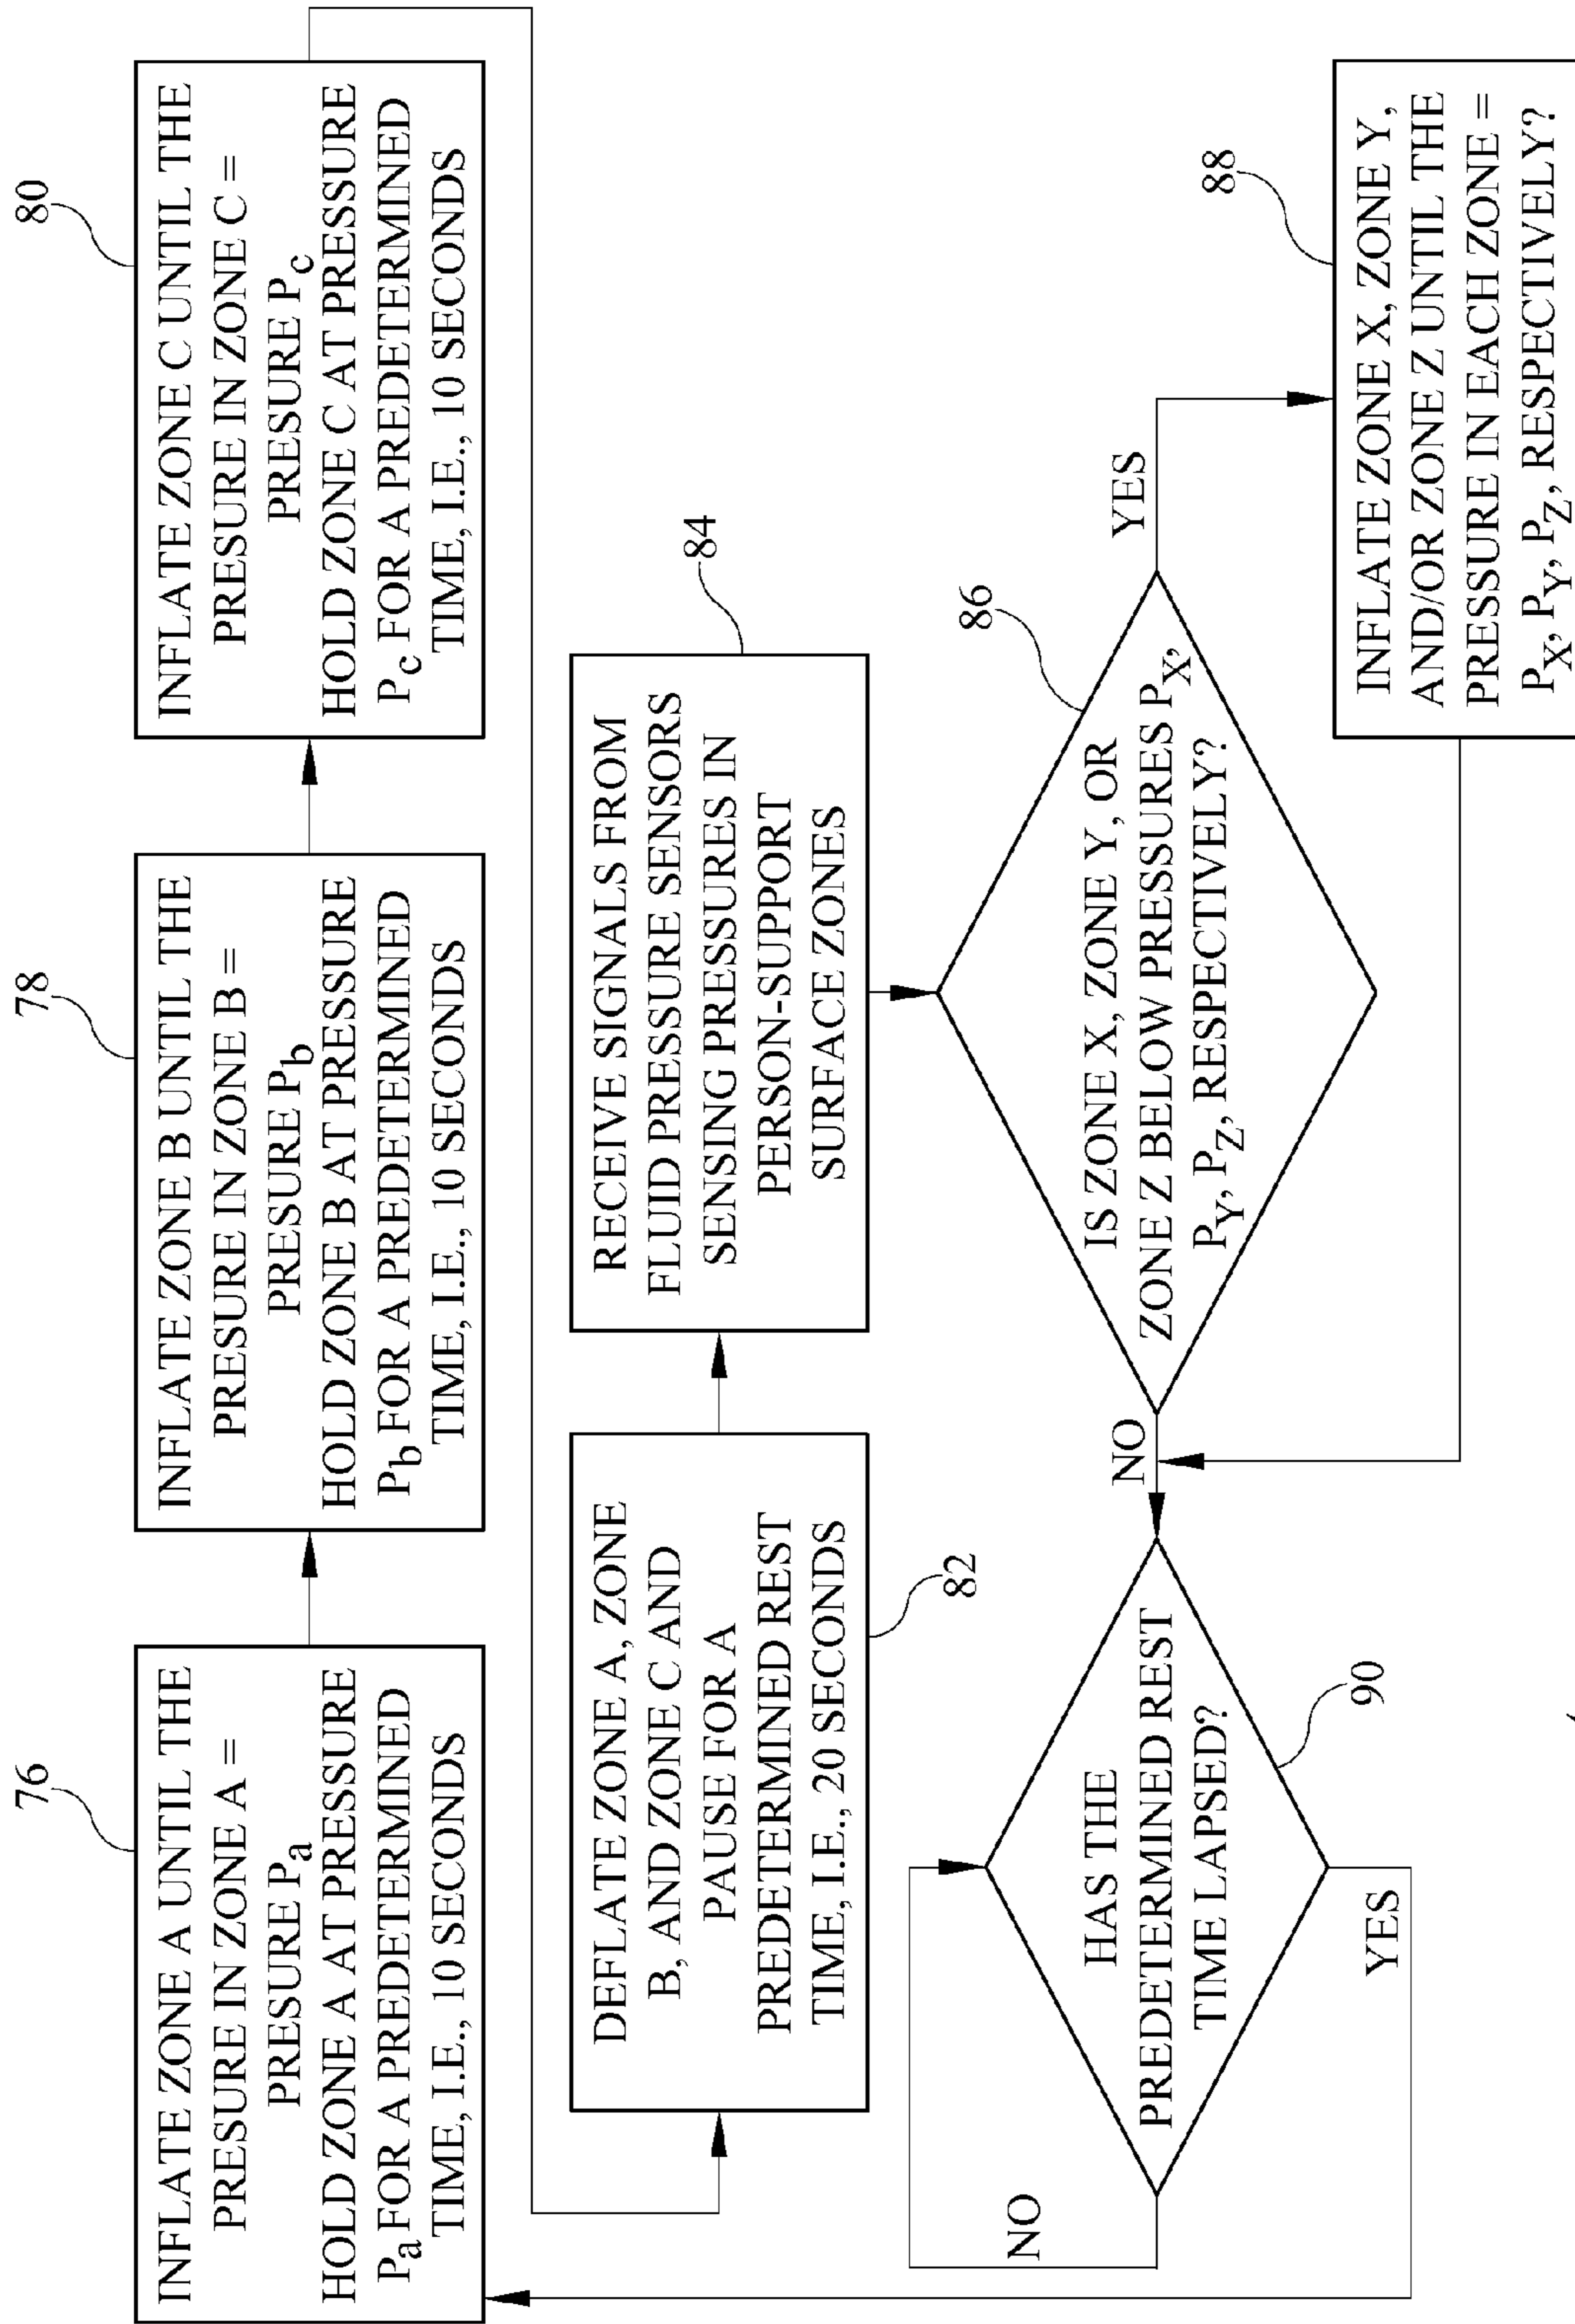 76
INFLATE ZONE A UNTIL THE
PRESURE IN ZONE A =
PRESURE Pa
HOLD ZONE A AT PRESSURE
Pa FOR A PREDETERMINED
TIME, I.E., 10 SECONDS
78
INFLATE ZONE B UNTIL THE
PRESURE IN ZONE B =
PRESURE Pb
HOLD ZONE B AT PRESSURE
Pb FOR A PREDETERMINED
TIME, I.E., 10 SECONDS
80
INFLATE ZONE C UNTIL THE
PRESURE IN ZONE C =
PRESURE Pc
HOLD ZONE C AT PRESSURE
Pc FOR A PREDETERMINED
TIME, I.E., 10 SECONDS
DEFLATE ZONE A, ZONE
B, AND ZONE C AND
PAUSE FOR A
PREDETERMINED REST
TIME, I.E., 20 SECONDS
82
84
RECEIVE SIGNALS FROM
FLUID PRESSURE SENSORS
SENSING PRESSURES IN
PERSON-SUPPORT
SURFACE ZONES
86
IS ZONE X, ZONE Y, OR
ZONE Z BELOW PRESSURES PX,
PY, PZ, RESPECTIVELY?
YES
NO
88
INFLATE ZONE X, ZONE Y,
AND/OR ZONE Z UNTIL THE
PRESSURE IN EACH ZONE =
PX, PY, PZ, RESPECTIVELY?
HAS THE
PREDETERMINED REST
TIME LAPSED?
90
NO
YES